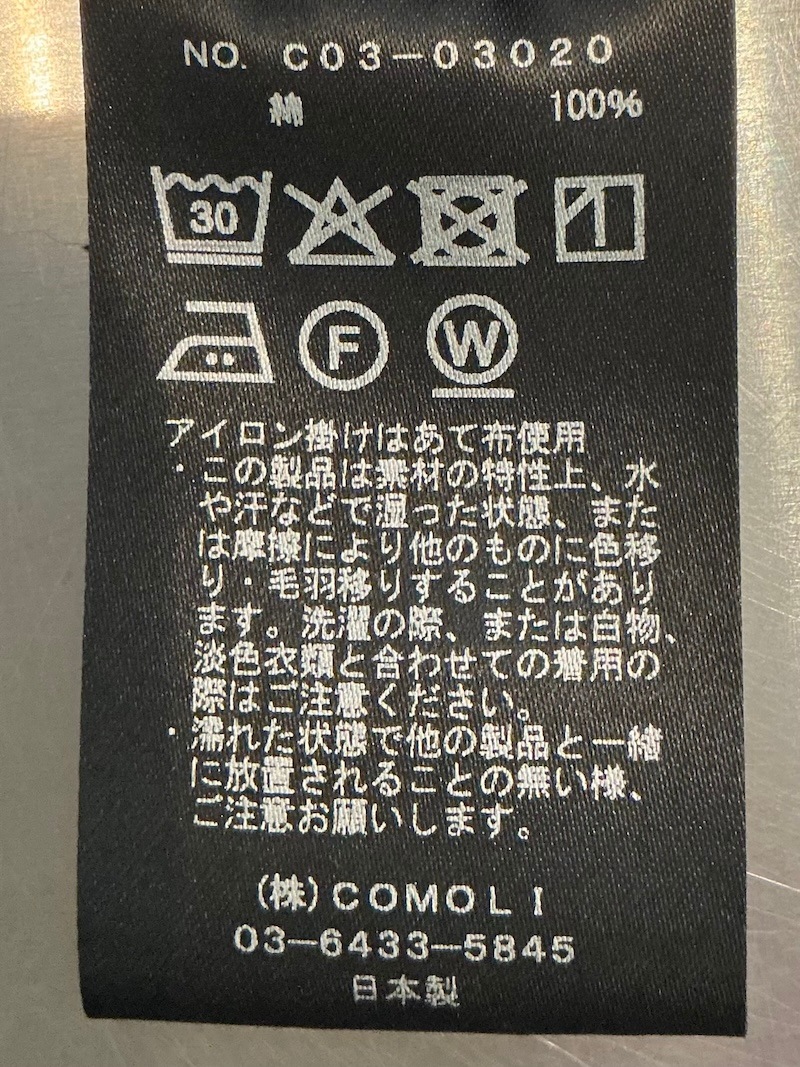 NO. C03-03020
綿 100%
30
F W
アイロン掛けはあて布使用
・この製品は素材の特性上、水
や汗などで湿った状態、また
は摩擦により他のものに色移
り・毛羽移りすることがあり
ます。洗濯の際、または白物、
淡色衣類と合わせての着用の
際はご注意ください。
・濡れた状態で他の製品と一緒
に放置されることの無い様、
ご注意お願いします。
(株)COMOLI
03-6433-5845
日本製